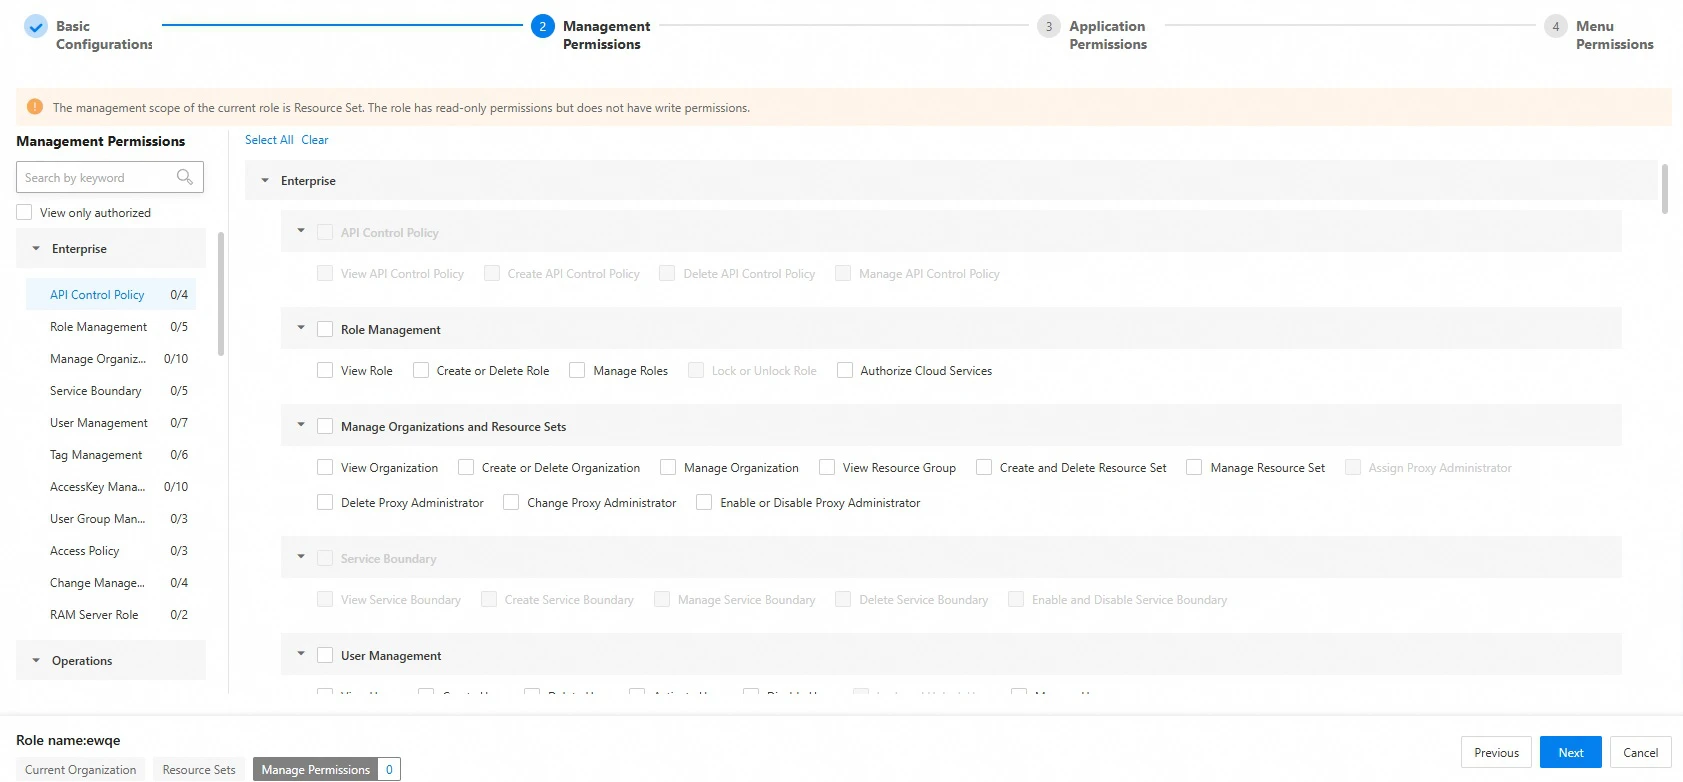 Basic
Configurations
2
Management
Permissions
3
Application
Permissions
4
Menu
Permissions
The management scope of the current role is Resource Set. The role has read-only permissions but does not have write permissions.
Management Permissions
Search by keyword
View only authorized
Enterprise
API Control Policy 0/4
Role Management 0/5
Manage Organiz... 0/10
Service Boundary 0/5
User Management 0/7
Tag Management 0/6
AccessKey Mana... 0/10
User Group Man... 0/3
Access Policy 0/3
Change Manage... 0/4
RAM Server Role 0/2
Operations
Select All Clear
Enterprise
API Control Policy
View API Control Policy Create API Control Policy Delete API Control Policy Manage API Control Policy
Role Management
View Role Create or Delete Role Manage Roles Lock or Unlock Role Authorize Cloud Services
Manage Organizations and Resource Sets
View Organization Create or Delete Organization Manage Organization View Resource Group Create and Delete Resource Set Manage Resource Set Assign Proxy Administrator
Delete Proxy Administrator Change Proxy Administrator Enable or Disable Proxy Administrator
Service Boundary
View Service Boundary Create Service Boundary Manage Service Boundary Delete Service Boundary Enable and Disable Service Boundary
User Management
Role name:ewqe
Current Organization Resource Sets Manage Permissions 0
Previous Next Cancel